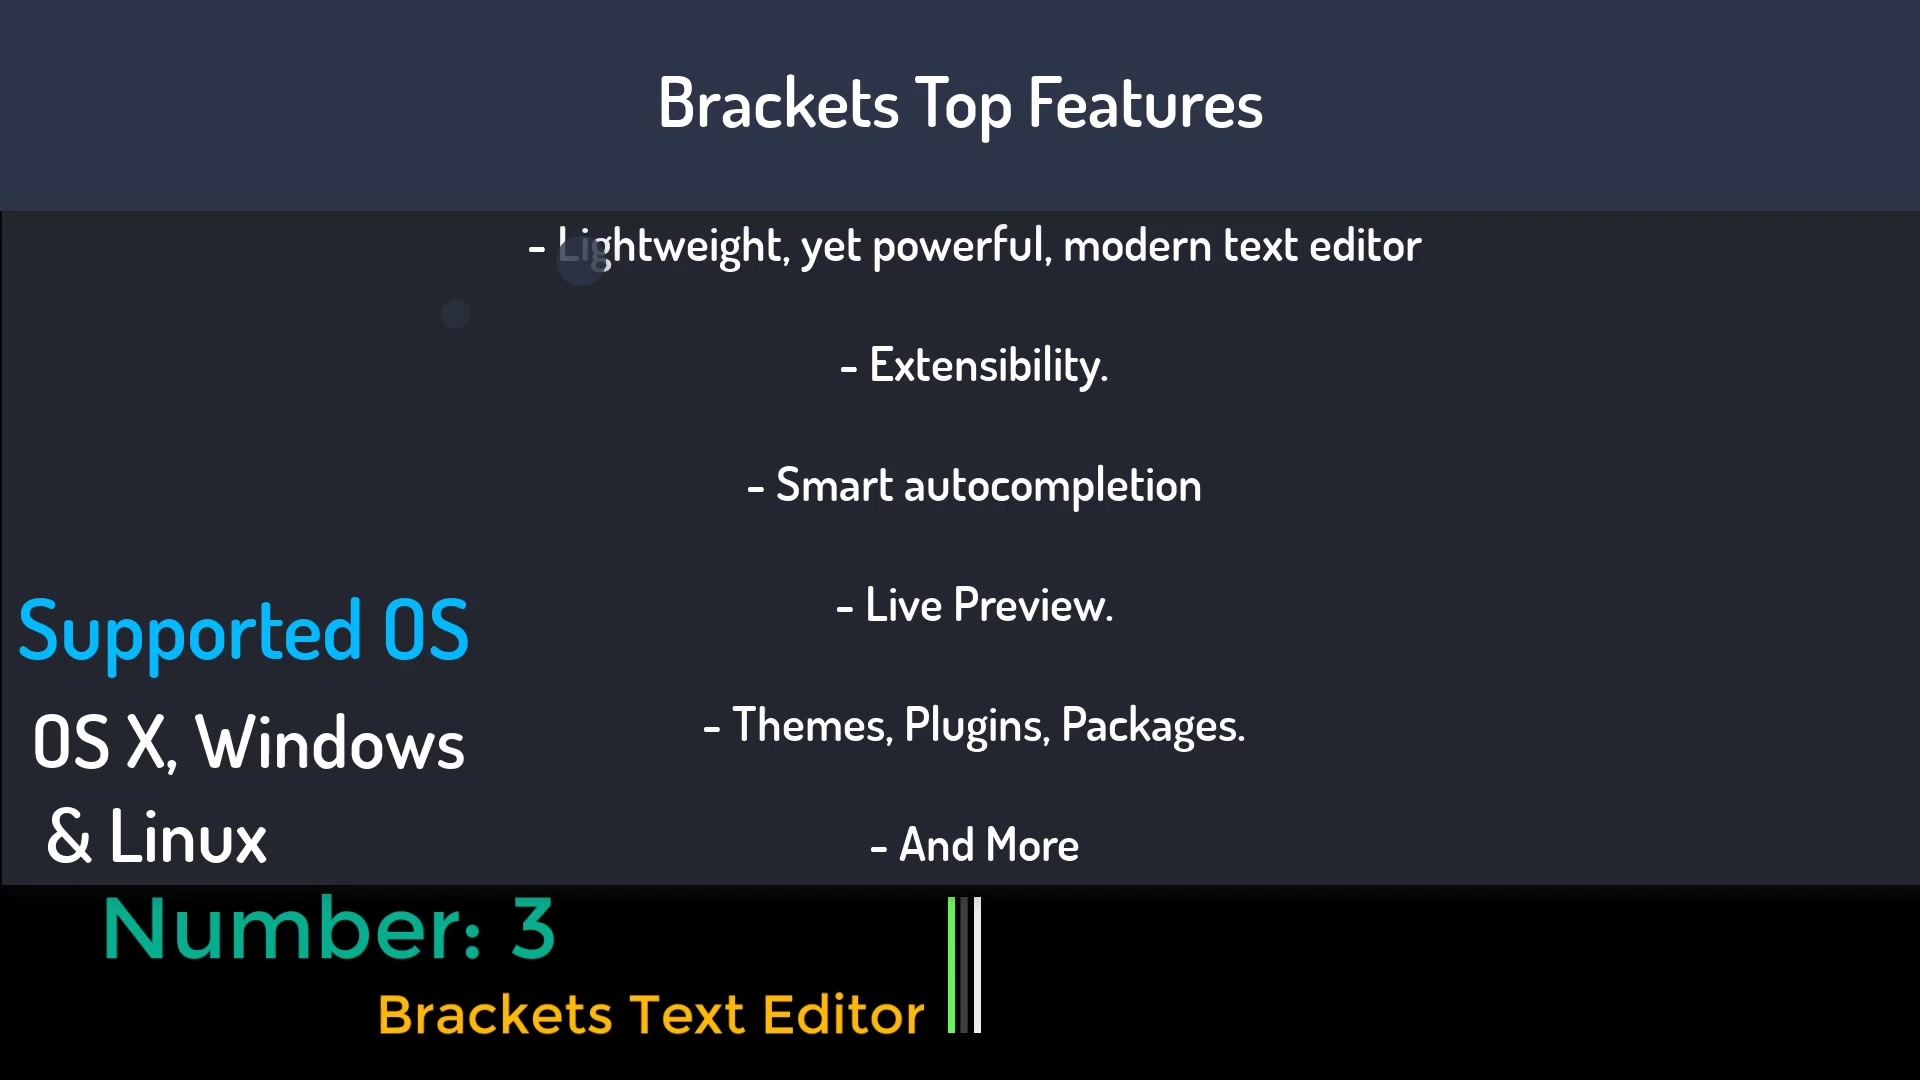 Brackets Top Features
- Lightweight, yet powerful, modern text editor
- Extensibility.
- Smart autocompletion
- Live Preview.
- Themes, Plugins, Packages.
- And More
Supported OS
OS X, Windows
& Linux
Number: 3
Brackets Text Editor